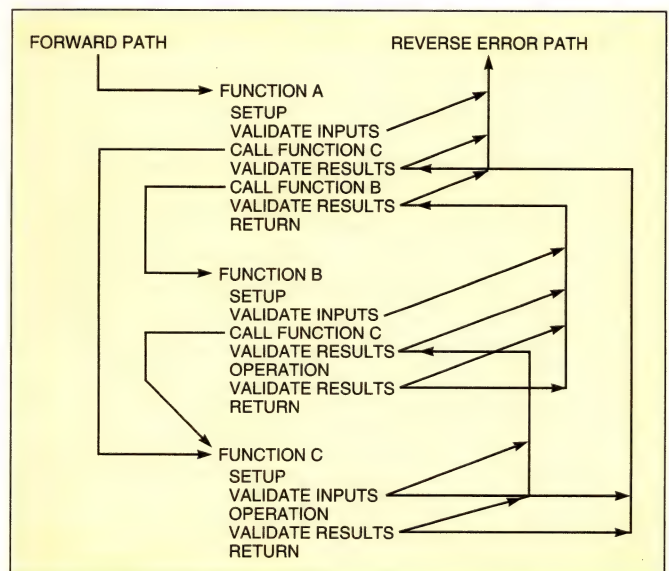 FORWARD PATH
REVERSE ERROR PATH
FUNCTION A
SETUP
VALIDATE INPUTS
CALL FUNCTION C
VALIDATE RESULTS
CALL FUNCTION B
VALIDATE RESULTS
RETURN
FUNCTION B
SETUP
VALIDATE INPUTS
CALL FUNCTION C
VALIDATE RESULTS
OPERATION
VALIDATE RESULTS
RETURN
FUNCTION C
SETUP
VALIDATE INPUTS
OPERATION
VALIDATE RESULTS
RETURN